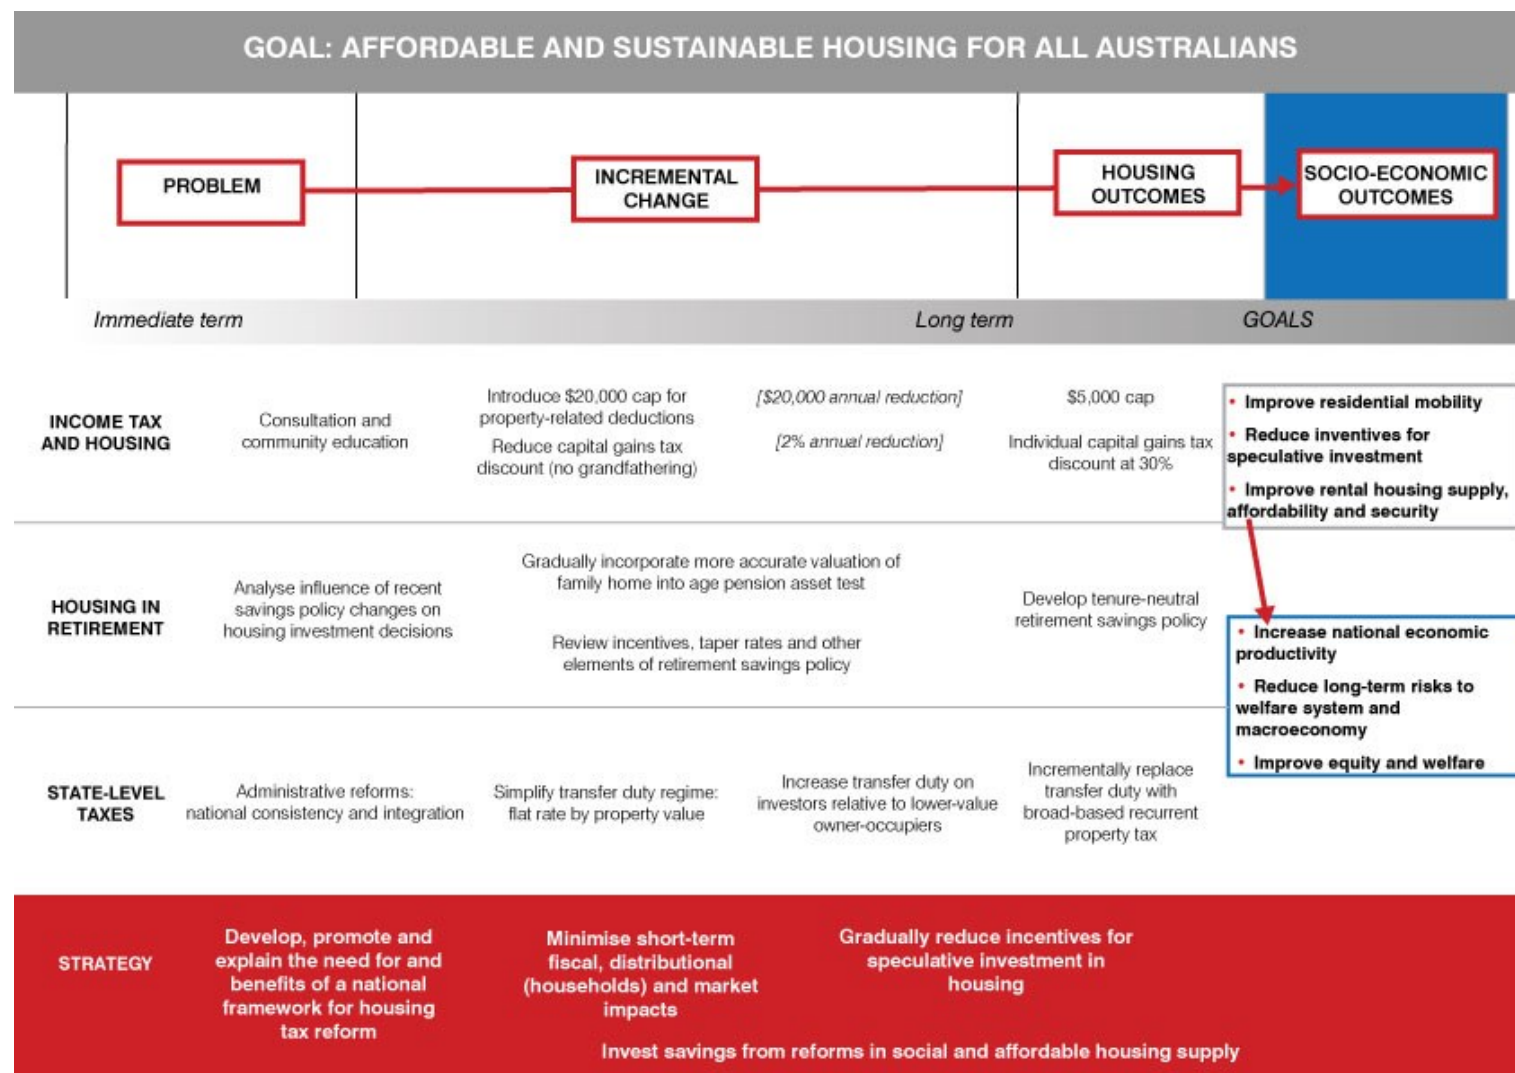 GOAL: AFFORDABLE AND SUSTAINABLE HOUSING FOR ALL AUSTRALIANS
PROBLEM
INCREMENTAL
CHANGE
HOUSING
OUTCOMES
SOCIO-ECONOMIC
OUTCOMES
Immediate term
Long term
GOALS
INCOME TAX
AND HOUSING
Consultation and
community education
Introduce $20,000 cap for
property-related deductions
Reduce capital gains tax
discount (no grandfathering)
[$20,000 annual reduction]
[2% annual reduction]
$5,000 cap
Individual capital gains tax
discount at 30%
• Improve residential mobility
• Reduce inventives for
speculative investment
• Improve rental housing supply,
affordability and security
HOUSING IN
RETIREMENT
Analyse influence of recent
savings policy changes on
housing investment decisions
Gradually incorporate more accurate valuation of
family home into age pension asset test
Review incentives, taper rates and other
elements of retirement savings policy
Develop tenure-neutral
retirement savings policy
• Increase national economic
productivity
• Reduce long-term risks to
welfare system and
macroeconomy
• Improve equity and welfare
STATE-LEVEL
TAXES
Administrative reforms:
national consistency and integration
Simplify transfer duty regime:
flat rate by property value
Increase transfer duty on
investors relative to lower-value
owner-occupiers
Incrementally replace
transfer duty with
broad-based recurrent
property tax
STRATEGY
Develop, promote and
explain the need for and
benefits of a national
framework for housing
tax reform
Minimise short-term
fiscal, distributional
(households) and market
impacts
Gradually reduce incentives for
speculative investment in
housing
Invest savings from reforms in social and affordable housing supply